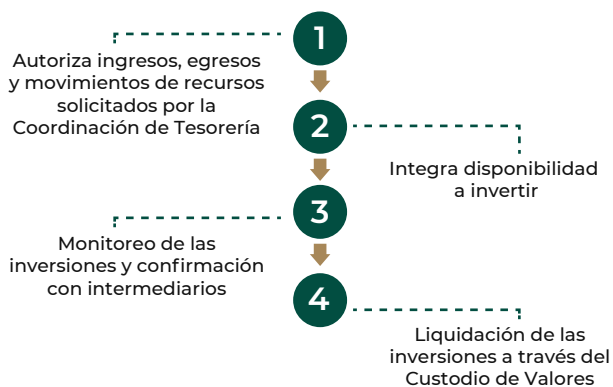 1
Autoriza ingresos, egresos
y movimientos de recursos
solicitados por la
Coordinación de Tesorería
2
Integra disponibilidad
a invertir
3
Monitoreo de las
inversiones y confirmación
con intermediarios
4
Liquidación de las
inversiones a través del
Custodio de Valores